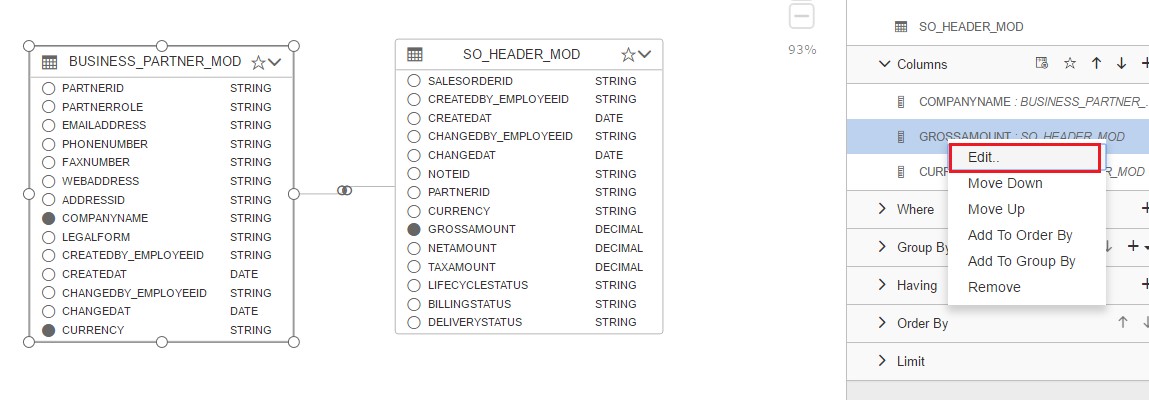 BUSINESS_PARTNER_MOD
PARTNERID STRING
PARTNERROLE STRING
EMAILADDRESS STRING
PHONENUMBER STRING
FAXNUMBER STRING
WEBADDRESS STRING
ADDRESSID STRING
COMPANYNAME STRING
LEGALFORM STRING
CREATEDBY_EMPLOYEEID STRING
CREATEDAT DATE
CHANGEDBY_EMPLOYEEID STRING
CHANGEDAT DATE
CURRENCY STRING
SO_HEADER_MOD
SALESORDERID STRING
CREATEDBY_EMPLOYEEID STRING
CREATEDAT DATE
CHANGEDBY_EMPLOYEEID STRING
CHANGEDAT DATE
NOTEID STRING
PARTNERID STRING
CURRENCY STRING
GROSSAMOUNT DECIMAL
NETAMOUNT DECIMAL
TAXAMOUNT DECIMAL
LIFECYCLESTATUS STRING
BILLINGSTATUS STRING
DELIVERYSTATUS STRING
93%
SO_HEADER_MOD
Columns
COMPANYNAME : BUSINESS_PARTNER_...
GROSSAMOUNT : SO_HEADER_MOD
CURR R_MOD
Where
Group By
Having
Order By
Limit
Edit..
Move Down
Move Up
Add To Order By
Add To Group By
Remove